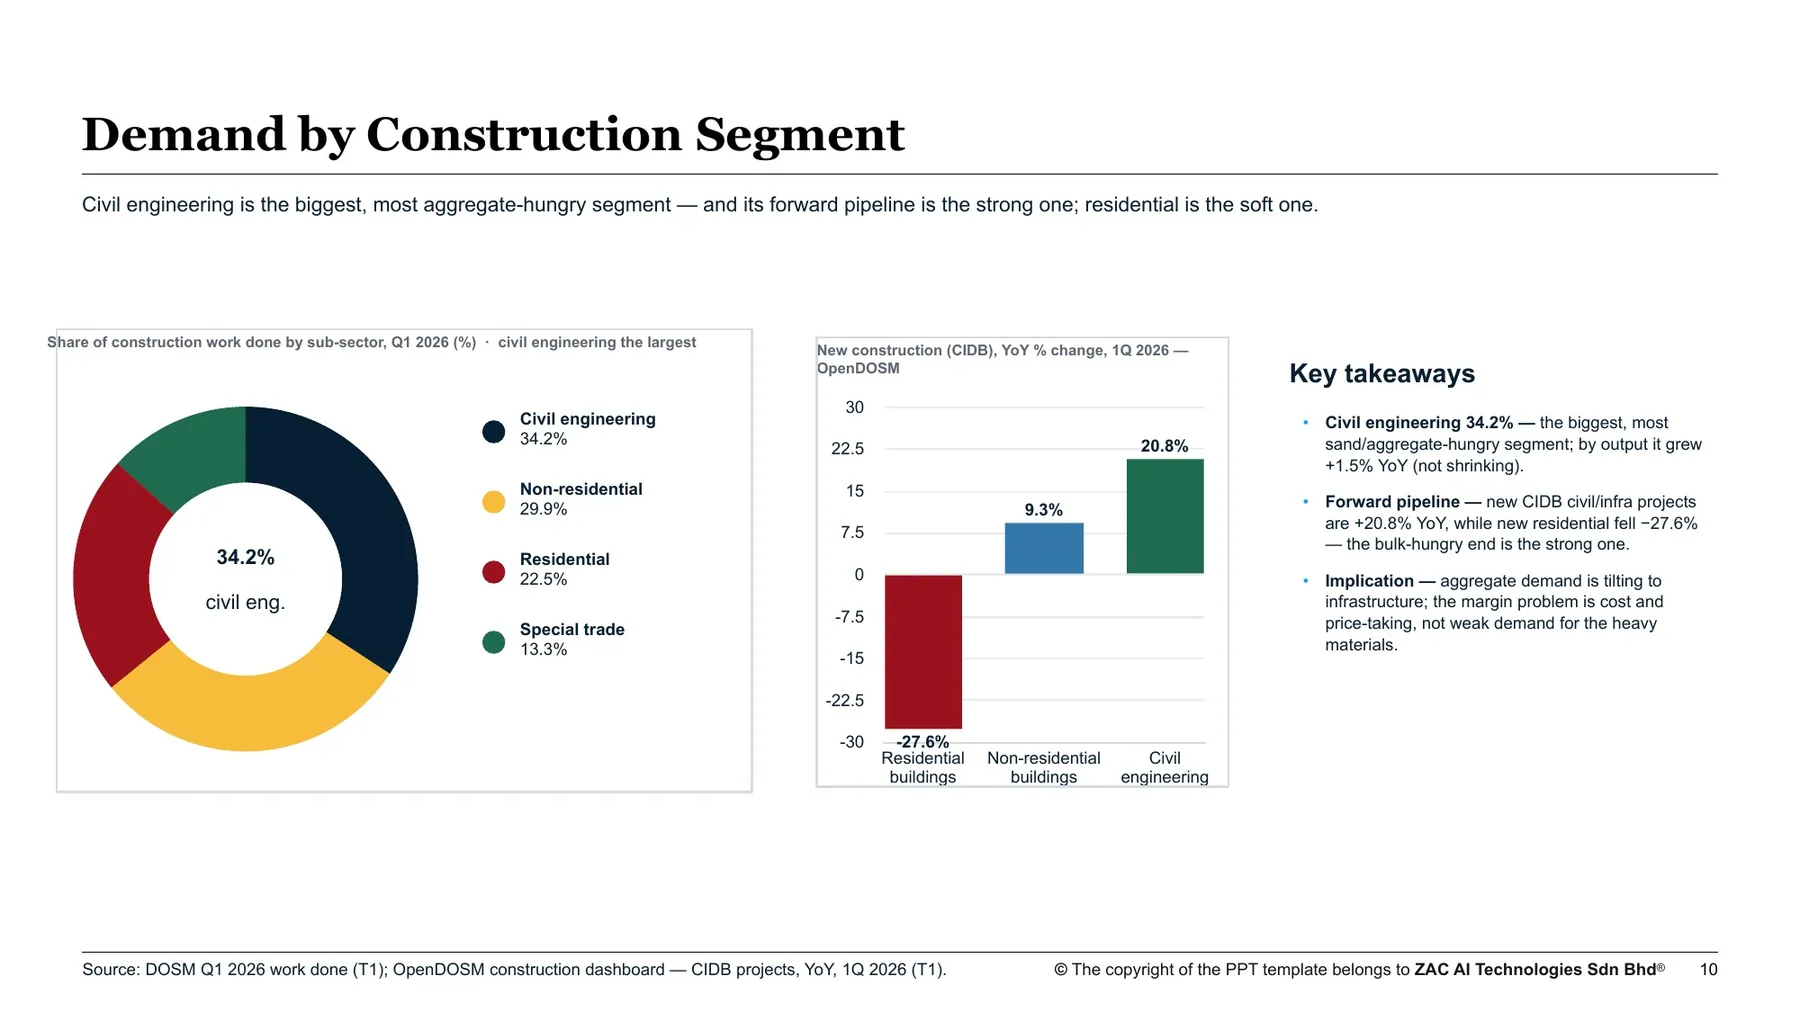 Demand by Construction Segment
Civil engineering is the biggest, most aggregate-hungry segment — and its forward pipeline is the strong one; residential is the soft one.
Share of construction work done by sub-sector, Q1 2026 (%) · civil engineering the largest
34.2%
civil eng.
Civil engineering
34.2%
Non-residential
29.9%
Residential
22.5%
Special trade
13.3%
New construction (CIDB), YoY % change, 1Q 2026 —
OpenDOSM
30
22.5
15
7.5
0
-7.5
-15
-22.5
-30
-27.6%
9.3%
20.8%
Residential
buildings
Non-residential
buildings
Civil
engineering
Key takeaways
• Civil engineering 34.2% — the biggest, most
sand/aggregate-hungry segment; by output it grew
+1.5% YoY (not shrinking).
• Forward pipeline — new CIDB civil/infra projects
are +20.8% YoY, while new residential fell −27.6%
— the bulk-hungry end is the strong one.
• Implication — aggregate demand is tilting to
infrastructure; the margin problem is cost and
price-taking, not weak demand for the heavy
materials.
Source: DOSM Q1 2026 work done (T1); OpenDOSM construction dashboard — CIDB projects, YoY, 1Q 2026 (T1).
© The copyright of the PPT template belongs to ZAC AI Technologies Sdn Bhd®
10